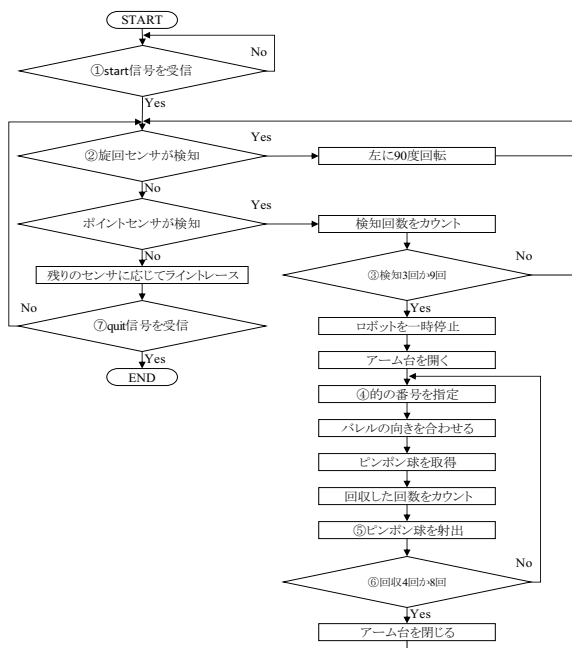 START
No
①start信号を受信
Yes
Yes
②旋回センサが検知
左に90度回転
No
Yes
ポイントセンサが検知
検知回数をカウント
No
残りのセンサに応じてライントレース
No
③検知3回か9回
No
⑦quit信号を受信
Yes
ロボットを一時停止
Yes
END
アーム台を開く
④的の番号を指定
バレルの向きを合わせる
ピンポン球を取得
回収した回数をカウント
⑤ピンポン球を射出
No
⑥回収4回か8回
Yes
アーム台を閉じる